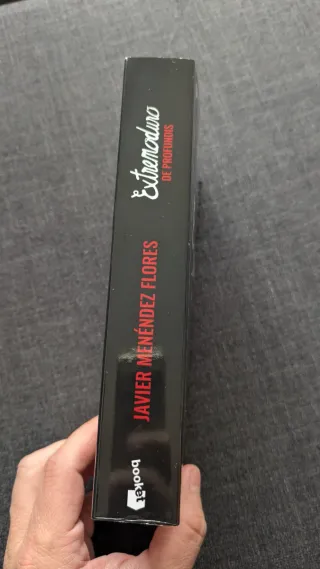 Extremoduro
DE PROFUNDIS
JAVIER MENÉNDEZ FLORES
booket